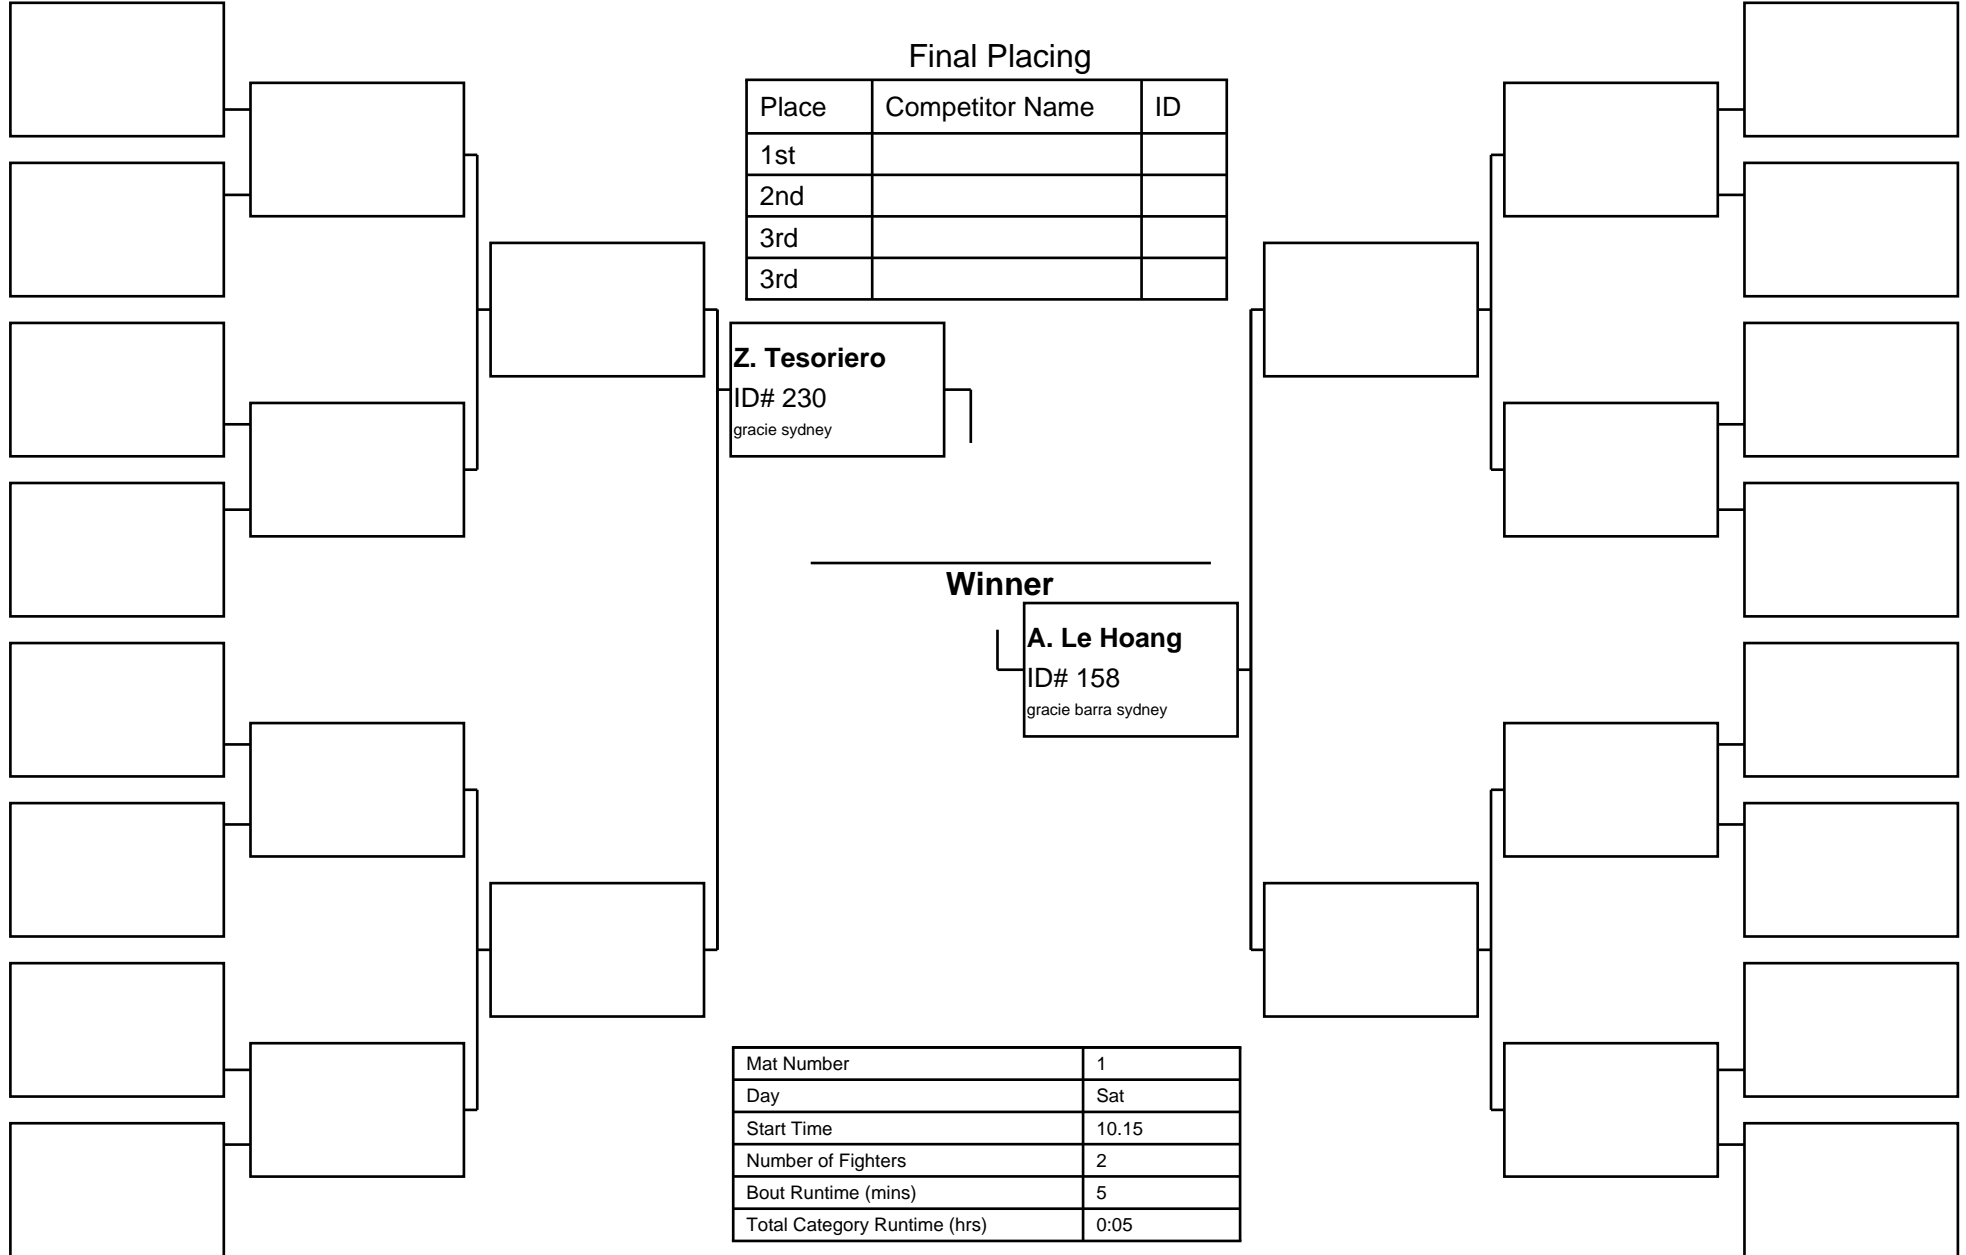 Final Placing
Place Competitor Name ID
1st
2nd
3rd
3rd
Z. Tesoriero
ID# 230
gracie sydney
Winner
A. Le Hoang
ID# 158
gracie barra sydney
Mat Number 1
Day Sat
Start Time 10.15
Number of Fighters 2
Bout Runtime (mins) 5
Total Category Runtime (hrs) 0:05